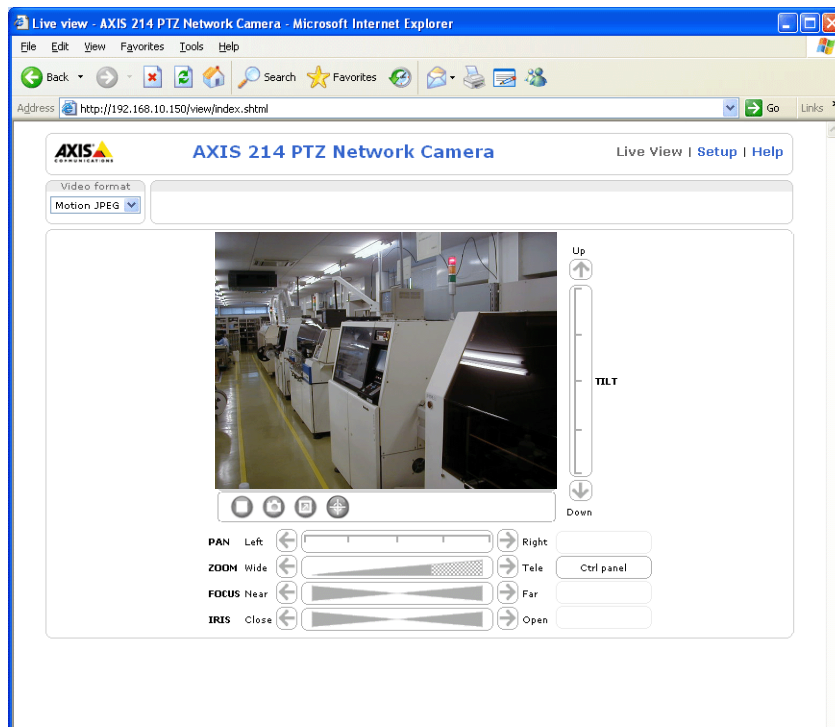 Live view - AXIS 214 PTZ Network Camera - Microsoft Internet Explorer
File Edit View Favorites Tools Help
Back Search Favorites
Address http://192.168.10.150/view/index.shtml Go Links
AXIS COMMUNICATIONS
AXIS 214 PTZ Network Camera
Live View | Setup | Help
Video format
Motion JPEG
Up
TILT
Down
PAN Left Right
ZOOM Wide Tele Ctrl panel
FOCUS Near Far
IRIS Close Open